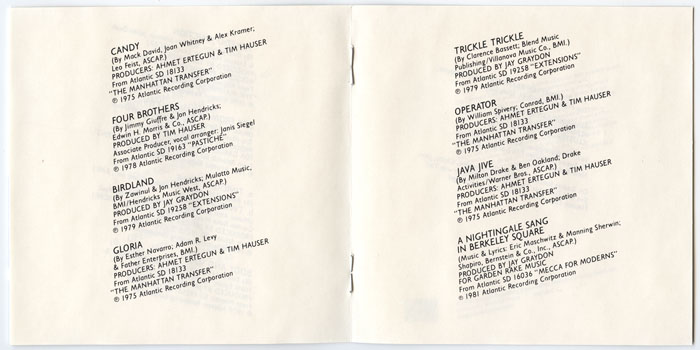 CANDY
(By Mack David, Joan Whitney & Alex Kramer;
Leo Feist, ASCAP.)
PRODUCERS: AHMET ERTEGUN & TIM HAUSER
From Atlantic SD 18133
"THE MANHATTAN TRANSFER"
℗ 1975 Atlantic Recording Corporation
FOUR BROTHERS
(By Jimmy Giuffre & Jon Hendricks;
Edwin H. Morris & Co., ASCAP.)
PRODUCED BY TIM HAUSER
Associate Producer, vocal arranger: Janis Siegel
From Atlantic SD 19163 "PASTICHE"
℗ 1978 Atlantic Recording Corporation
BIRDLAND
(By Zawinul & Jon Hendricks; Mulatto Music,
BMI/Hendricks Music West, ASCAP.)
PRODUCED BY JAY GRAYDON
From Atlantic SD 19258 "EXTENSIONS"
℗ 1979 Atlantic Recording Corporation
GLORIA
(By Esther Navarro; Adam R. Levy
& Father Enterprises, BMI.)
PRODUCERS: AHMET ERTEGUN & TIM HAUSER
From Atlantic SD 18133
"THE MANHATTAN TRANSFER"
℗ 1975 Atlantic Recording Corporation
TRICKLE TRICKLE
(By Clarence Bassett; Blend Music
Publishing/Villanova Music Co., BMI.)
PRODUCED BY JAY GRAYDON
From Atlantic SD 19258 "EXTENSIONS"
℗ 1979 Atlantic Recording Corporation
OPERATOR
(By William Spivery; Conrad, BMI.)
PRODUCERS: AHMET ERTEGUN & TIM HAUSER
From Atlantic SD 18133
"THE MANHATTAN TRANSFER"
℗ 1975 Atlantic Recording Corporation
JAVA JIVE
(By Milton Drake & Ben Oakland; Drake
Activities/Warner Bros., ASCAP.)
PRODUCERS: AHMET ERTEGUN & TIM HAUSER
From Atlantic SD 18133
"THE MANHATTAN TRANSFER"
℗ 1975 Atlantic Recording Corporation
A NIGHTINGALE SANG
IN BERKELEY SQUARE
(Music & Lyrics: Eric Maschwitz & Manning Sherwin;
Shapiro, Bernstein & Co., Inc., ASCAP.)
PRODUCED BY JAY GRAYDON
FOR GARDEN RAKE MUSIC
From Atlantic SD 16036 "MECCA FOR MODERNS"
℗ 1981 Atlantic Recording Corporation